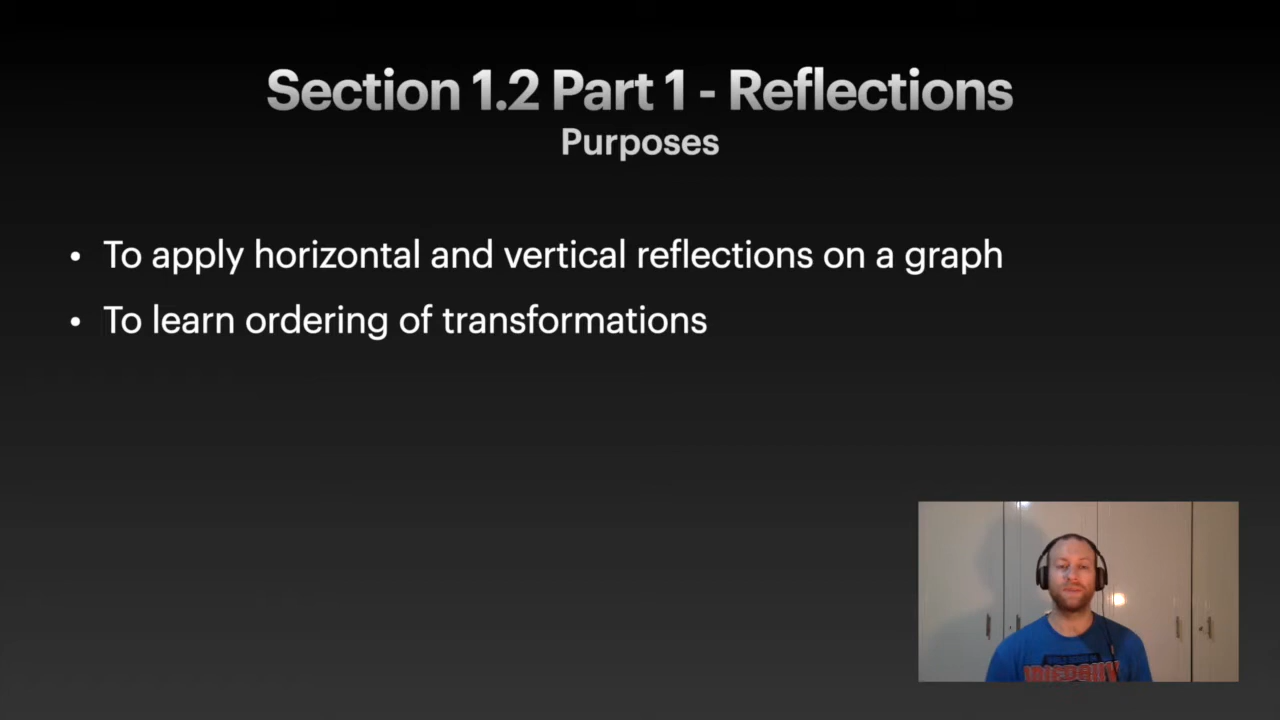 Section 1.2 Part 1 - Reflections
Purposes
• To apply horizontal and vertical reflections on a graph
• To learn ordering of transformations